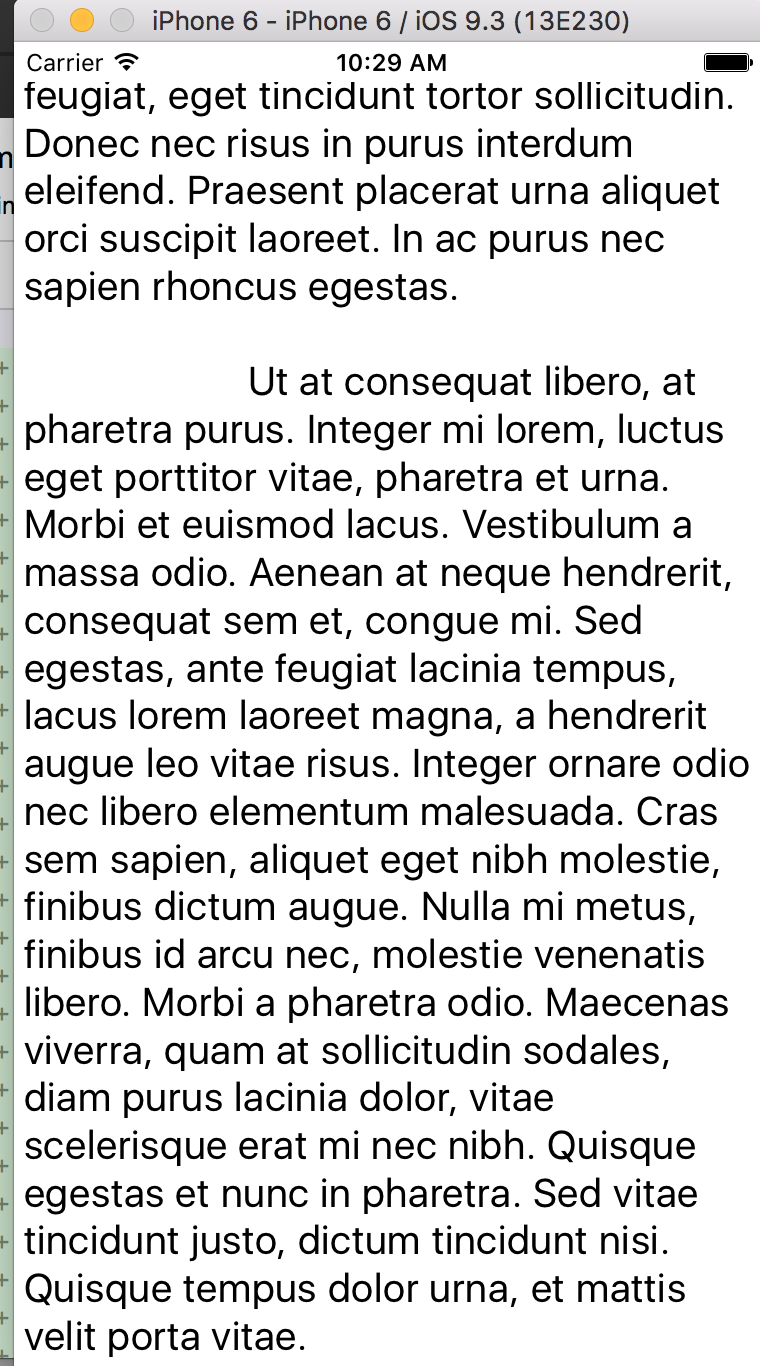 iPhone 6 - iPhone 6 / iOS 9.3 (13E230)
Carrier 10:29 AM
feugiat, eget tincidunt tortor sollicitudin.
Donec nec risus in purus interdum
eleifend. Praesent placerat urna aliquet
orci suscipit laoreet. In ac purus nec
sapien rhoncus egestas.
Ut at consequat libero, at
pharetra purus. Integer mi lorem, luctus
eget porttitor vitae, pharetra et urna.
Morbi et euismod lacus. Vestibulum a
massa odio. Aenean at neque hendrerit,
consequat sem et, congue mi. Sed
egestas, ante feugiat lacinia tempus,
lacus lorem laoreet magna, a hendrerit
augue leo vitae risus. Integer ornare odio
nec libero elementum malesuada. Cras
sem sapien, aliquet eget nibh molestie,
finibus dictum augue. Nulla mi metus,
finibus id arcu nec, molestie venenatis
libero. Morbi a pharetra odio. Maecenas
viverra, quam at sollicitudin sodales,
diam purus lacinia dolor, vitae
scelerisque erat mi nec nibh. Quisque
egestas et nunc in pharetra. Sed vitae
tincidunt justo, dictum tincidunt nisi.
Quisque tempus dolor urna, et mattis
velit porta vitae.